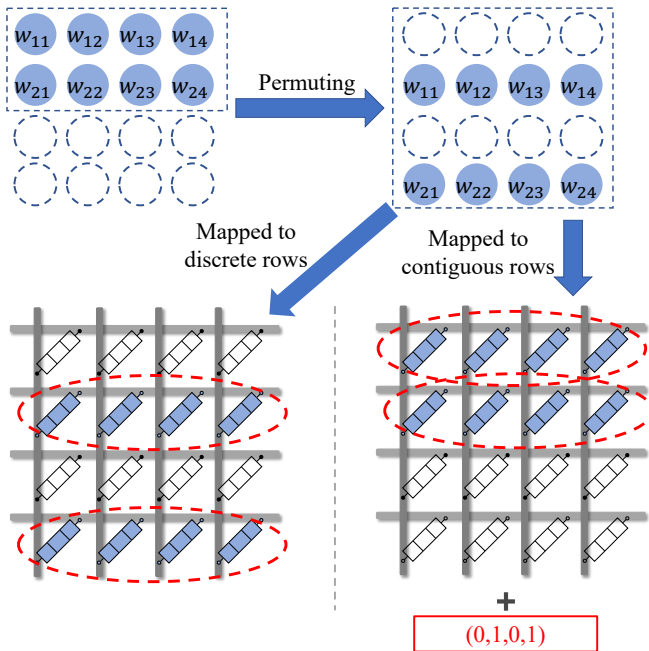 w₁₁ w₁₂ w₁₃ w₁₄
w₂₁ w₂₂ w₂₃ w₂₄
Permuting
w₁₁ w₁₂ w₁₃ w₁₄
w₂₁ w₂₂ w₂₃ w₂₄
Mapped to
discrete rows
Mapped to
contiguous rows
+
(0,1,0,1)